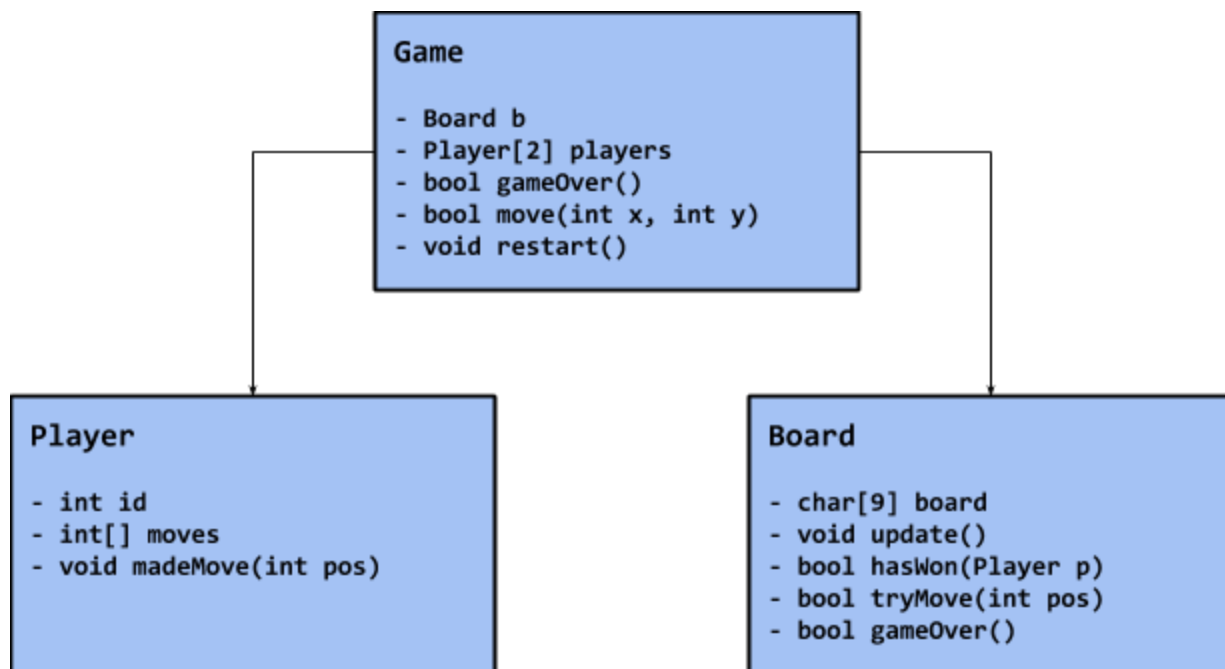 Game
- Board b
- Player[2] players
- bool gameOver()
- bool move(int x, int y)
- void restart()
Player
- int id
- int[] moves
- void madeMove(int pos)
Board
- char[9] board
- void update()
- bool hasWon(Player p)
- bool tryMove(int pos)
- bool gameOver()